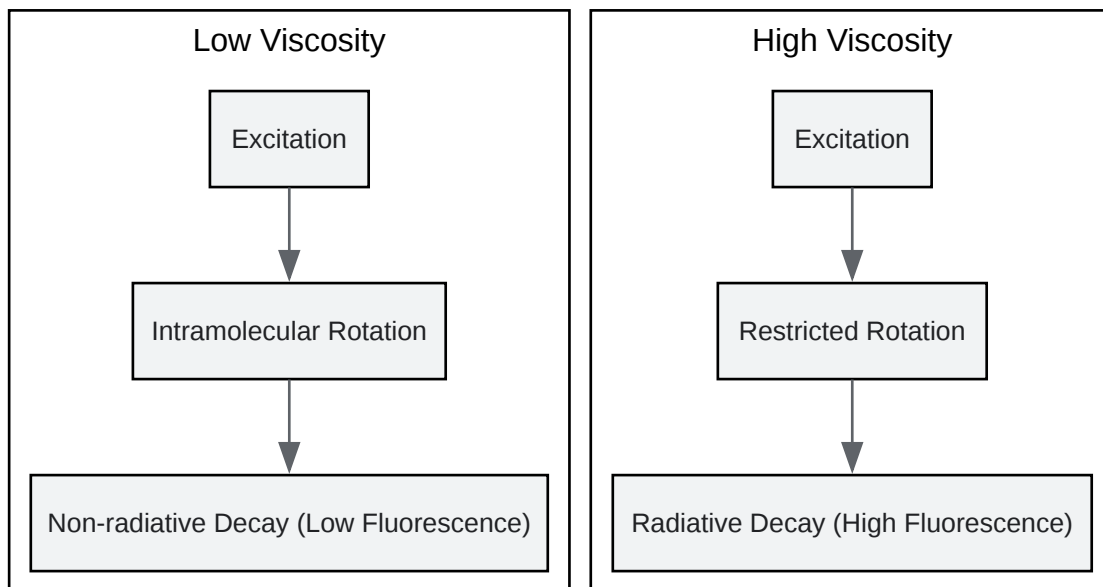 Low Viscosity
Excitation
Intramolecular Rotation
Non-radiative Decay (Low Fluorescence)
High Viscosity
Excitation
Restricted Rotation
Radiative Decay (High Fluorescence)